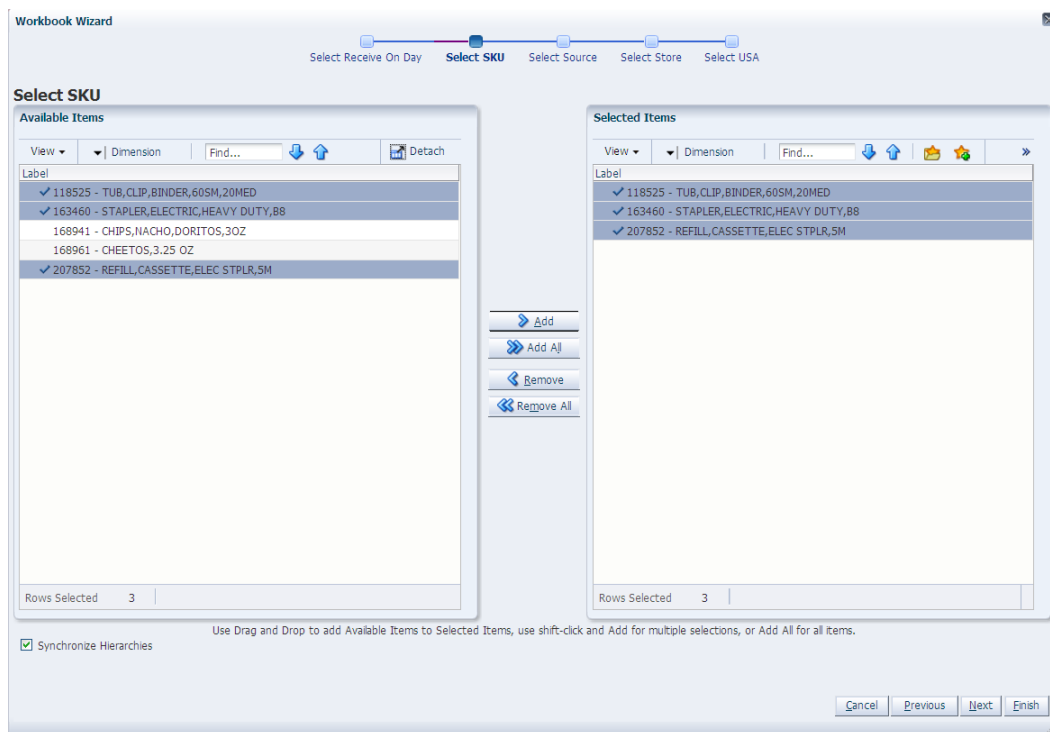 Workbook Wizard
Select Receive On Day Select SKU Select Source Select Store Select USA
Select SKU
Available Items
View Dimension Find... Detach
Label
118525 - TUB,CLIP,BINDER,60SM,20MED
163460 - STAPLER,ELECTRIC,HEAVY DUTY,B8
168941 - CHIPS,NACHO,DORITOS,3OZ
168961 - CHEETOS,3.25 OZ
207852 - REFILL,CASSETTE,ELEC STPLR,5M
Rows Selected 3
Add
Add All
Remove
Remove All
Selected Items
View Dimension Find... »
Label
118525 - TUB,CLIP,BINDER,60SM,20MED
163460 - STAPLER,ELECTRIC,HEAVY DUTY,B8
207852 - REFILL,CASSETTE,ELEC STPLR,5M
Rows Selected 3
Use Drag and Drop to add Available Items to Selected Items, use shift-click and Add for multiple selections, or Add All for all items.
Synchronize Hierarchies
Cancel Previous Next Finish